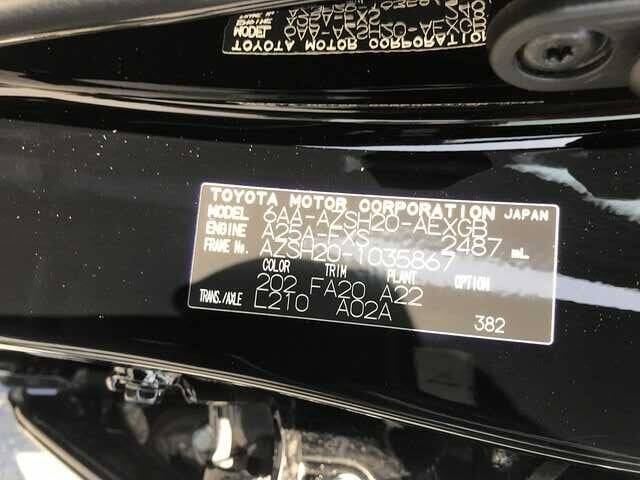 TOYOTA MOTOR CORPORATION JAPAN
MODEL 6AA-AZSH20-AEXGB
ENGINE A25A-FXS 2487 mL
FRAME No. AZSH20-1035867
COLOR TRIM PLANT OPTION
202 FA20 A22
TRANS./AXLE L210 A02A
382